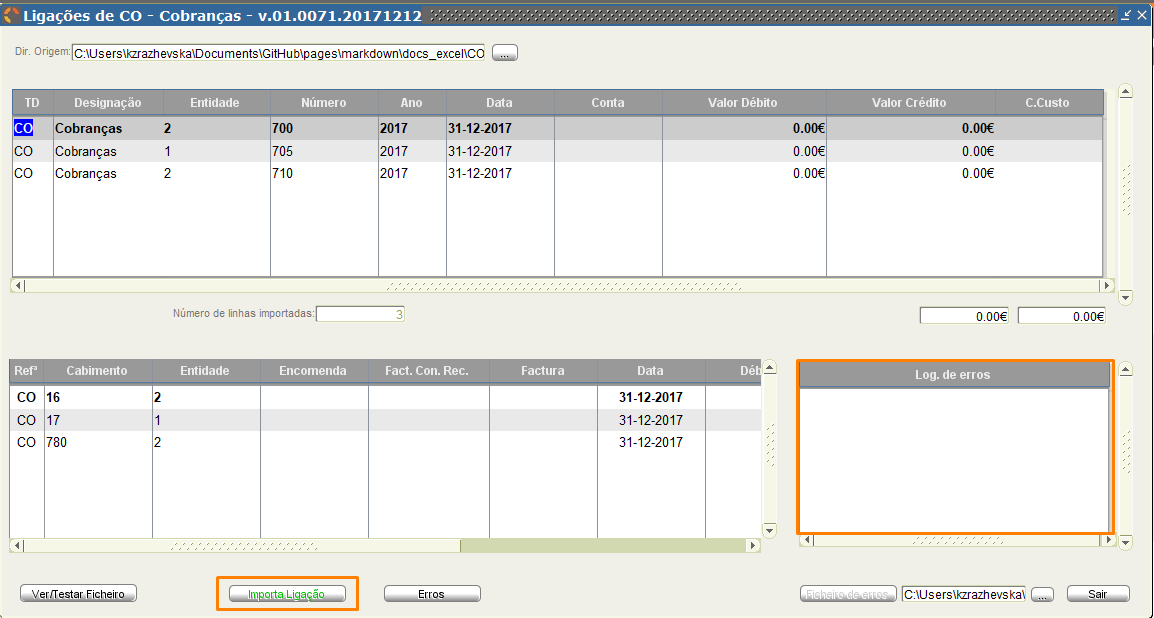 Ligações de CO - Cobranças - v.01.0071.20171212
Dir. Origem: C:\Users\kzrazhevska\Documents\GitHub\pages\markdown\docs_excel\CO ...
TD Designação Entidade Número Ano Data Conta Valor Débito Valor Crédito C.Custo
CO Cobranças 2 700 2017 31-12-2017 0.00€ 0.00€
CO Cobranças 1 705 2017 31-12-2017 0.00€ 0.00€
CO Cobranças 2 710 2017 31-12-2017 0.00€ 0.00€
Número de linhas importadas: 3 0.00€ 0.00€
Refª Cabimento Entidade Encomenda Fact. Con. Rec. Factura Data Déb
CO 16 2 31-12-2017
CO 17 1 31-12-2017
CO 780 2 31-12-2017
Log. de erros
Ver/Testar Ficheiro Importa Ligação Erros Ficheiro de erros C:\Users\kzrazhevska\ ... Sair